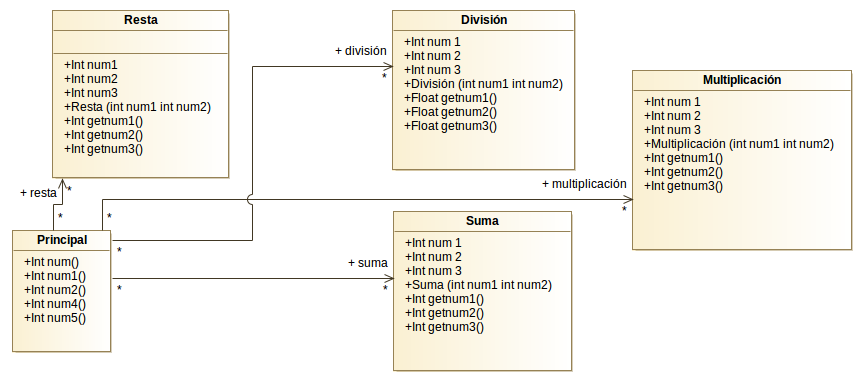 Resta
+Int num1
+Int num2
+Int num3
+Resta (int num1 int num2)
+Int getnum1()
+Int getnum2()
+Int getnum3()
División
+Int num 1
+Int num 2
+Int num 3
+División (int num1 int num2)
+Float getnum1()
+Float getnum2()
+Float getnum3()
Multiplicación
+Int num 1
+Int num 2
+Int num 3
+Multiplicación (int num1 int num2)
+Int getnum1()
+Int getnum2()
+Int getnum3()
Principal
+Int num()
+Int num1()
+Int num2()
+Int num4()
+Int num5()
Suma
+Int num 1
+Int num 2
+Int num 3
+Suma (int num1 int num2)
+Int getnum1()
+Int getnum2()
+Int getnum3()
+ resta
*
*
+ división
*
*
+ multiplicación
*
*
+ suma
*
*